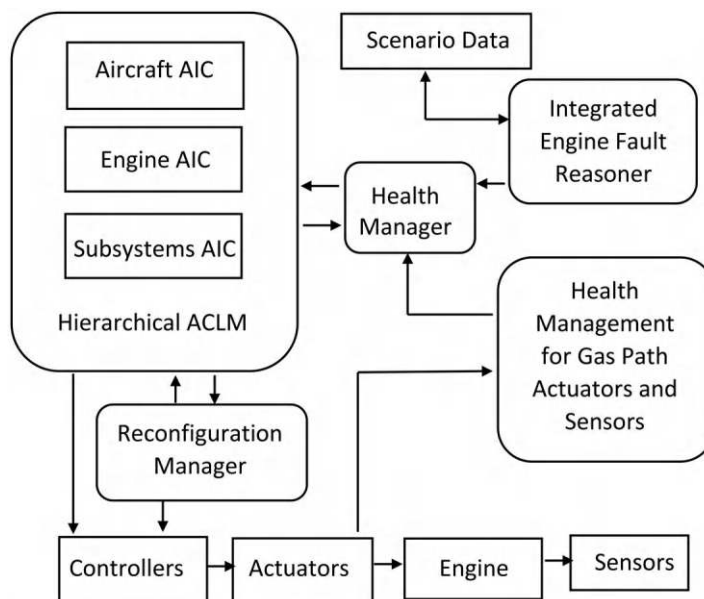 Aircraft AIC
Engine AIC
Subsystems AIC
Hierarchical ACLM
Scenario Data
Integrated
Engine Fault
Reasoner
Health
Manager
Health
Management
for Gas Path
Actuators and
Sensors
Reconfiguration
Manager
Controllers
Actuators
Engine
Sensors